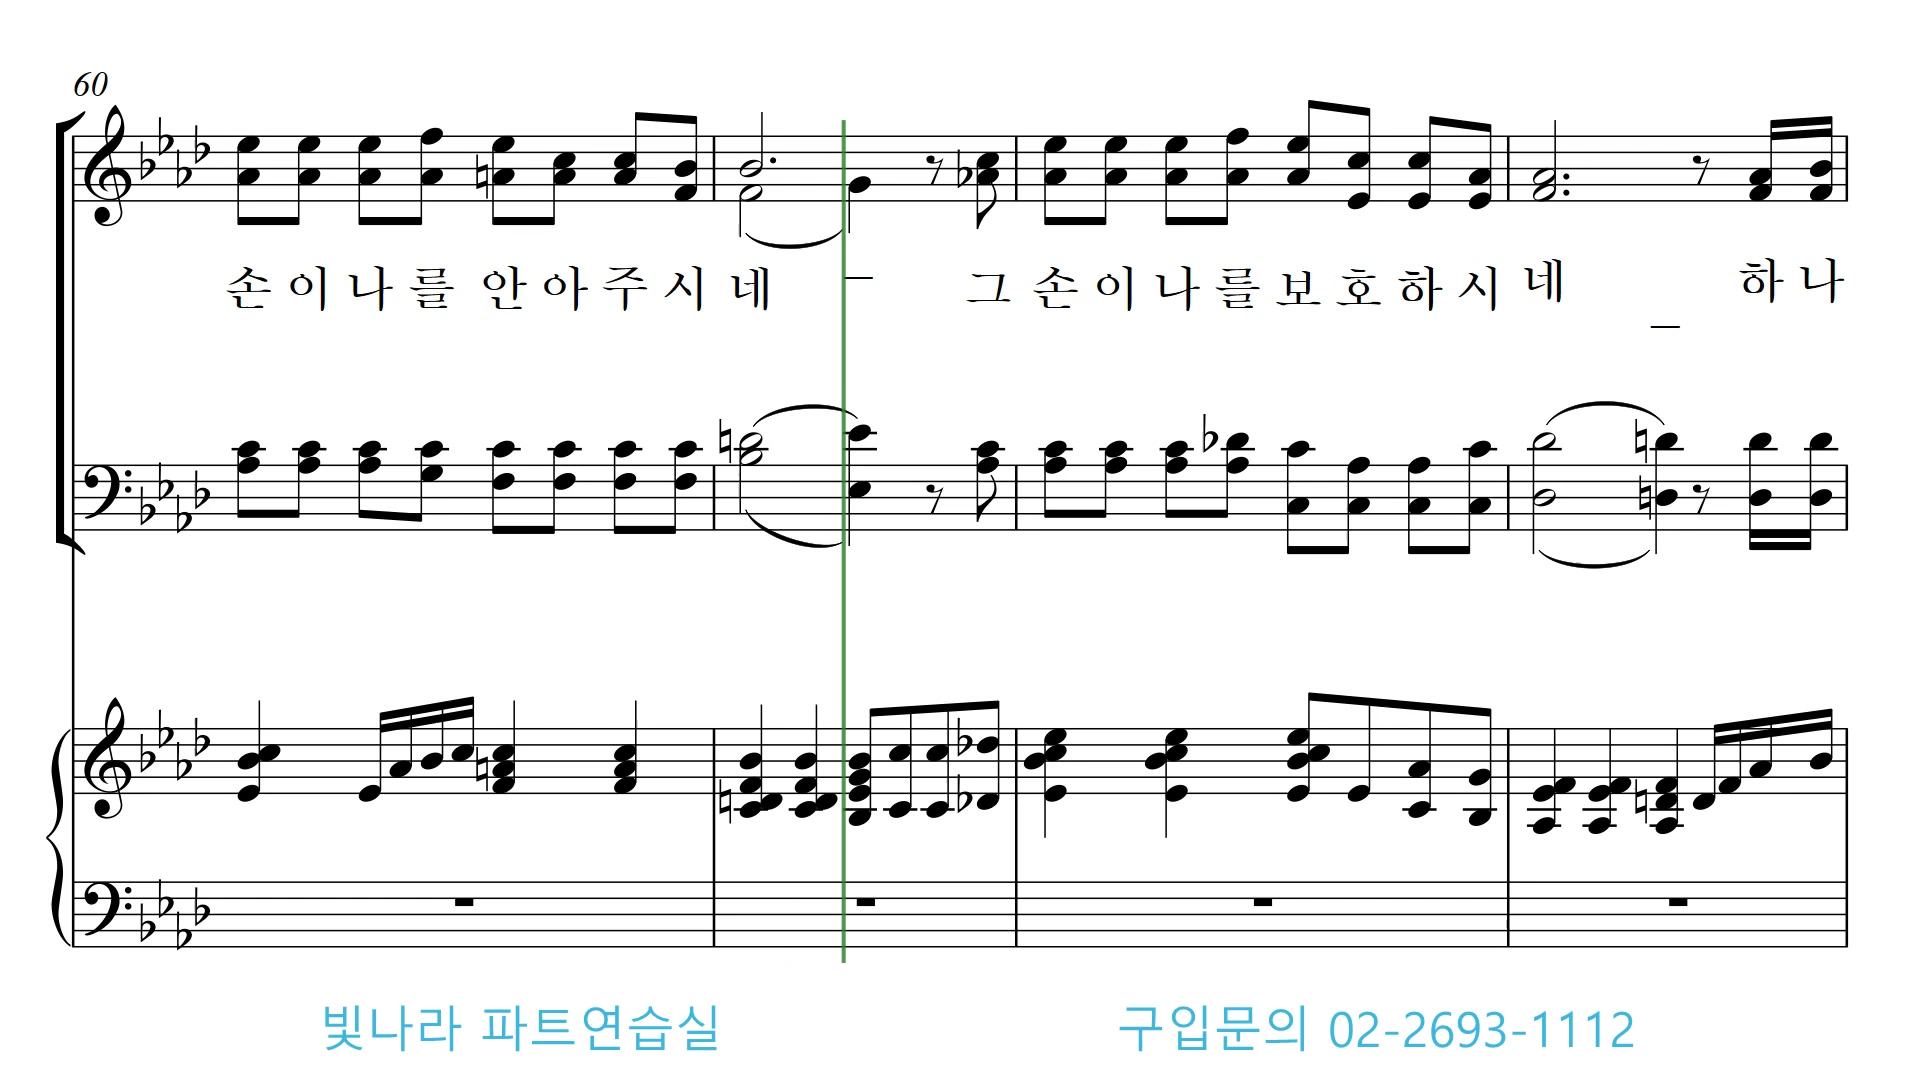 60
손 이 나 를 안 아 주 시 네 _ 그 손 이 나 를 보 호 하 시 네 _ 하 나
빛나라 파트연습실 구입문의 02-2693-1112